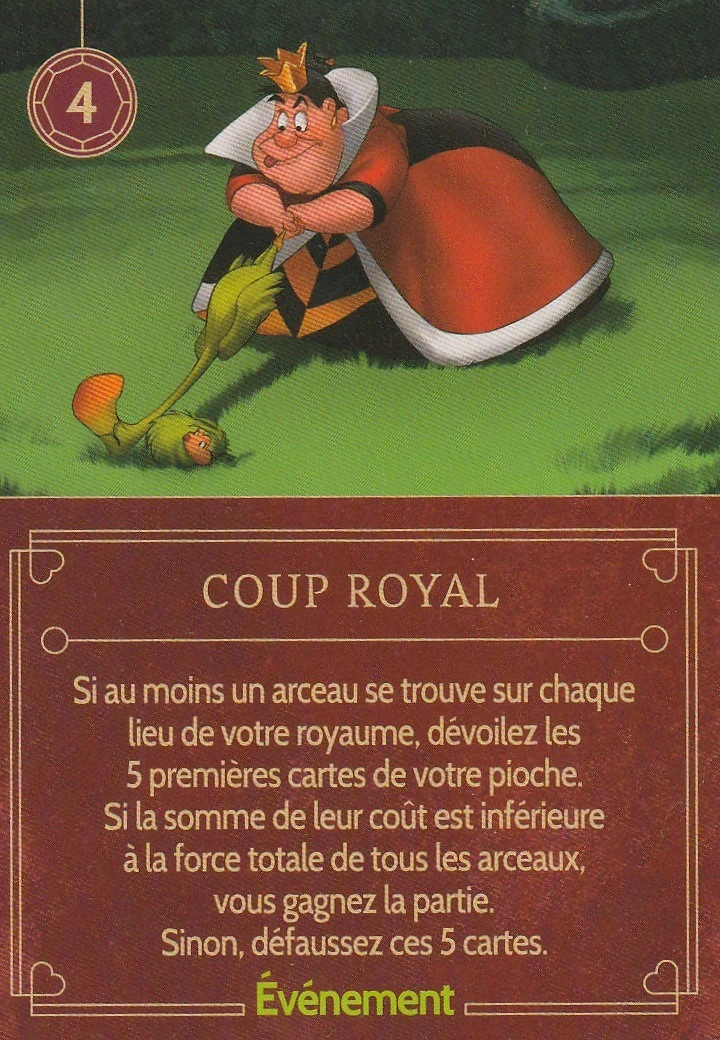 4
COUP ROYAL
Si au moins un arceau se trouve sur chaque
lieu de votre royaume, dévoilez les
5 premières cartes de votre pioche.
Si la somme de leur coût est inférieure
à la force totale de tous les arceaux,
vous gagnez la partie.
Sinon, défaussez ces 5 cartes.
Événement